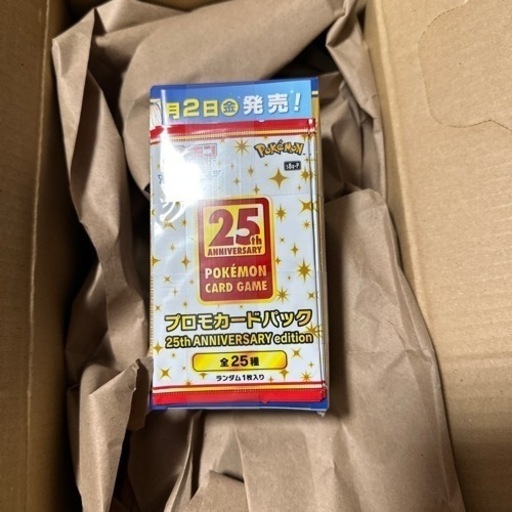 月2日㊎発売!
POKÉMON
s8a-P
25th
ANNIVERSARY
POKÉMON
CARD GAME
プロモカードパック
25th ANNIVERSARY edition
全25種
ランダム1枚入り